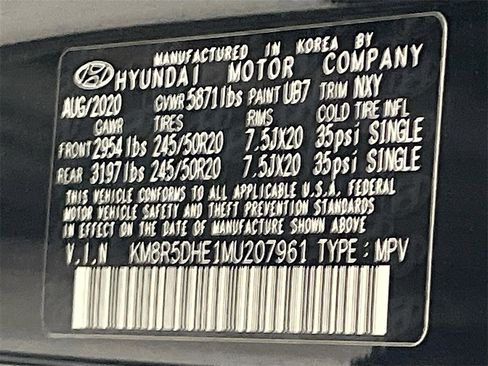 MANUFACTURED IN KOREA BY
HYUNDAI MOTOR COMPANY
AUG/2020 GVWR 5871lbs PAINT UB7 TRIM NXY
GAWR TIRES RIMS COLD TIRE INFL
FRONT 2954 lbs 245/50R20 7.5JX20 35psi SINGLE
REAR 3197 lbs 245/50R20 7.5JX20 35psi SINGLE
THIS VEHICLE CONFORMS TO ALL APPLICABLE U.S.A. FEDERAL
MOTOR VEHICLE SAFETY AND THEFT PREVENTION STANDARDS
IN EFFECT ON THE DATE OF MANUFACTURE SHOWN ABOVE
V.I.N KM8R5DHE1MU207961 TYPE: MPV